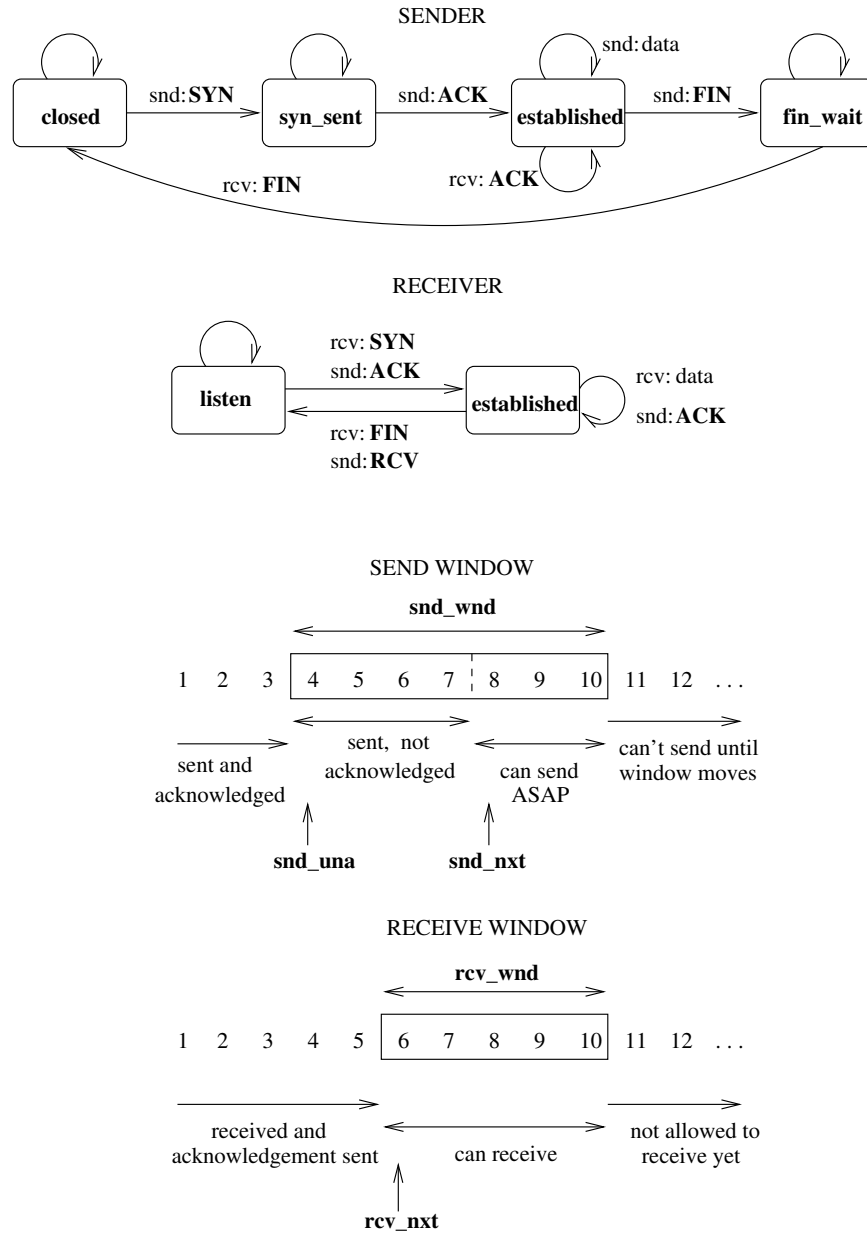 SENDER
snd: data
snd: SYN
snd: ACK
snd: FIN
closed
syn_sent
established
fin_wait
rcv: FIN
rcv: ACK
RECEIVER
rcv: SYN
snd: ACK
listen
established
rcv: data
snd: ACK
rcv: FIN
snd: RCV
SEND WINDOW
snd_wnd
1 2 3 4 5 6 7 8 9 10 11 12 ...
sent and
acknowledged
sent, not
acknowledged
can send
ASAP
can't send until
window moves
snd_una
snd_nxt
RECEIVE WINDOW
rcv_wnd
1 2 3 4 5 6 7 8 9 10 11 12 ...
received and
acknowledgement sent
can receive
not allowed to
receive yet
rcv_nxt